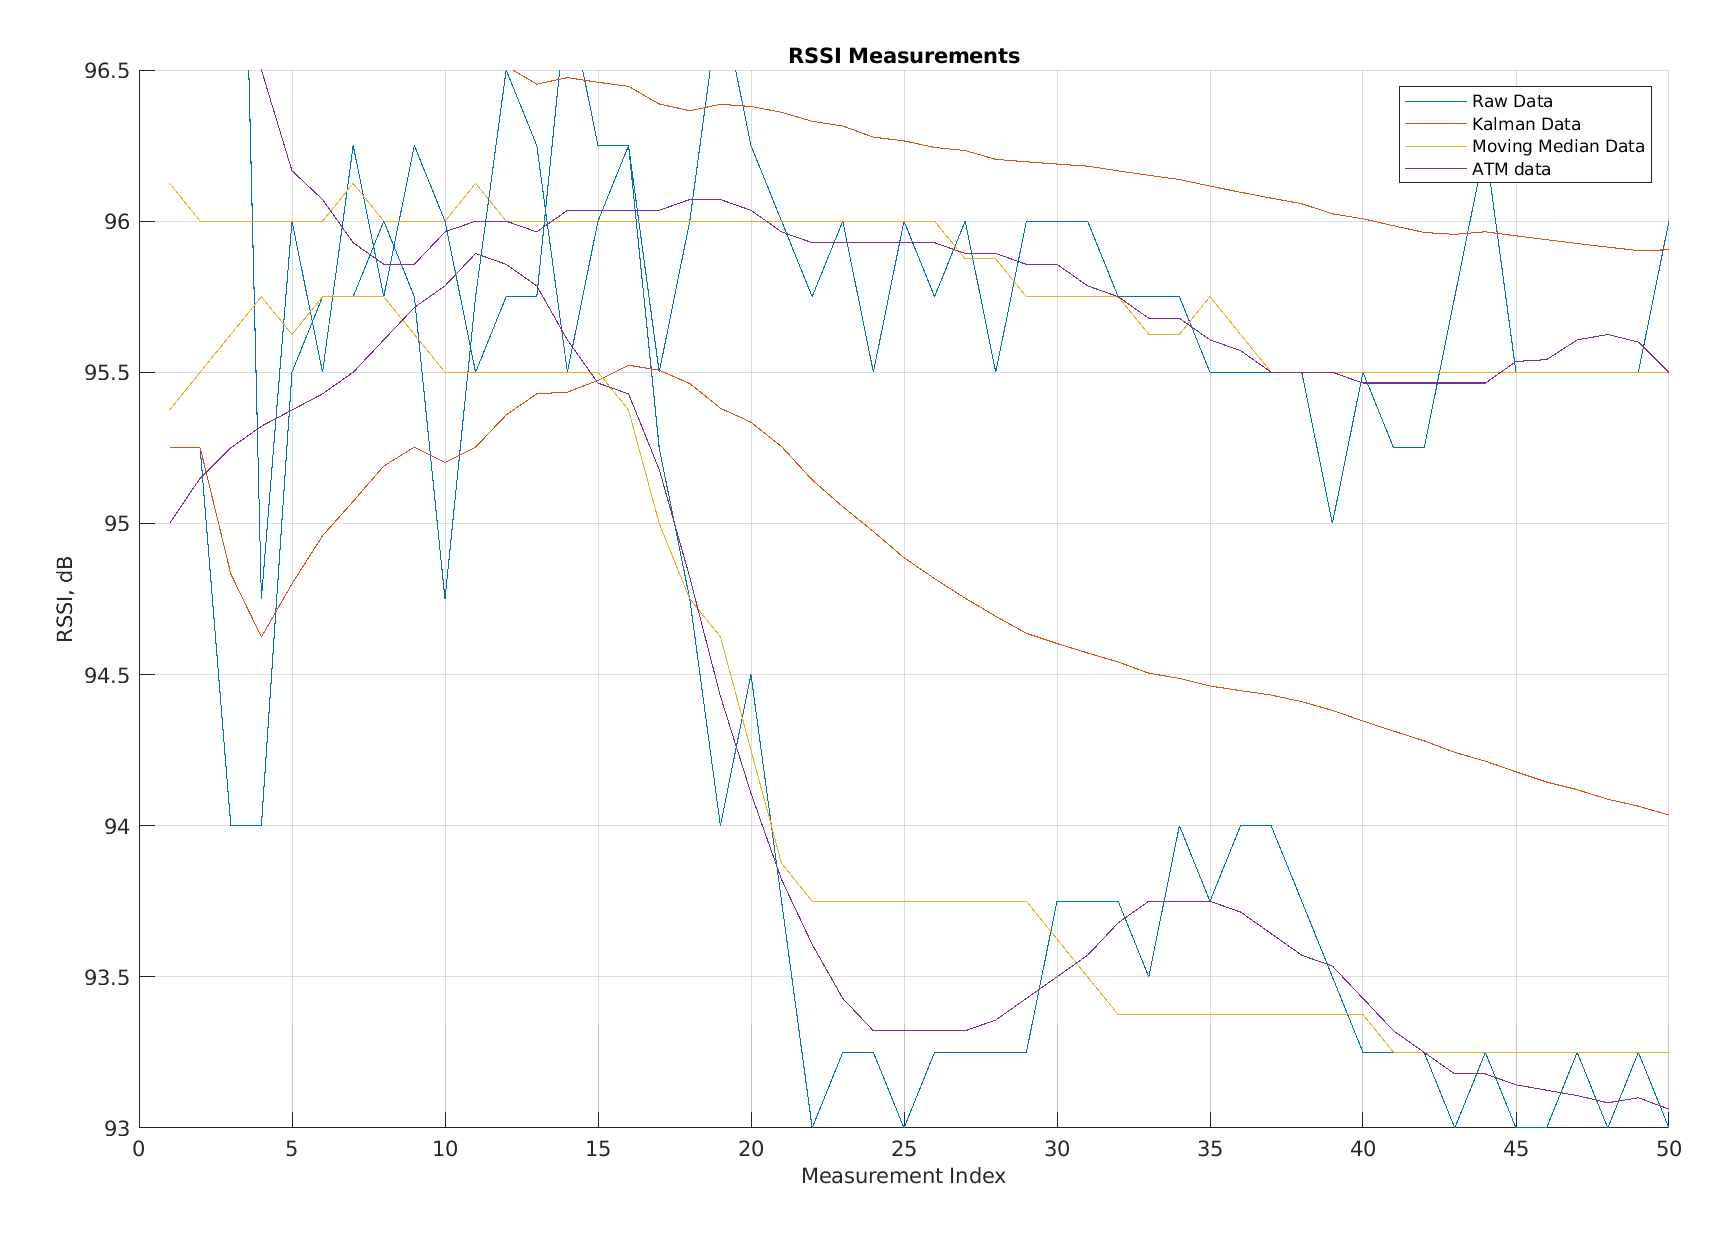 RSSI Measurements
96.5
96
95.5
95
94.5
94
93.5
93
RSSI, dB
Raw Data
Kalman Data
Moving Median Data
ATM data
0 5 10 15 20 25 30 35 40 45 50
Measurement Index